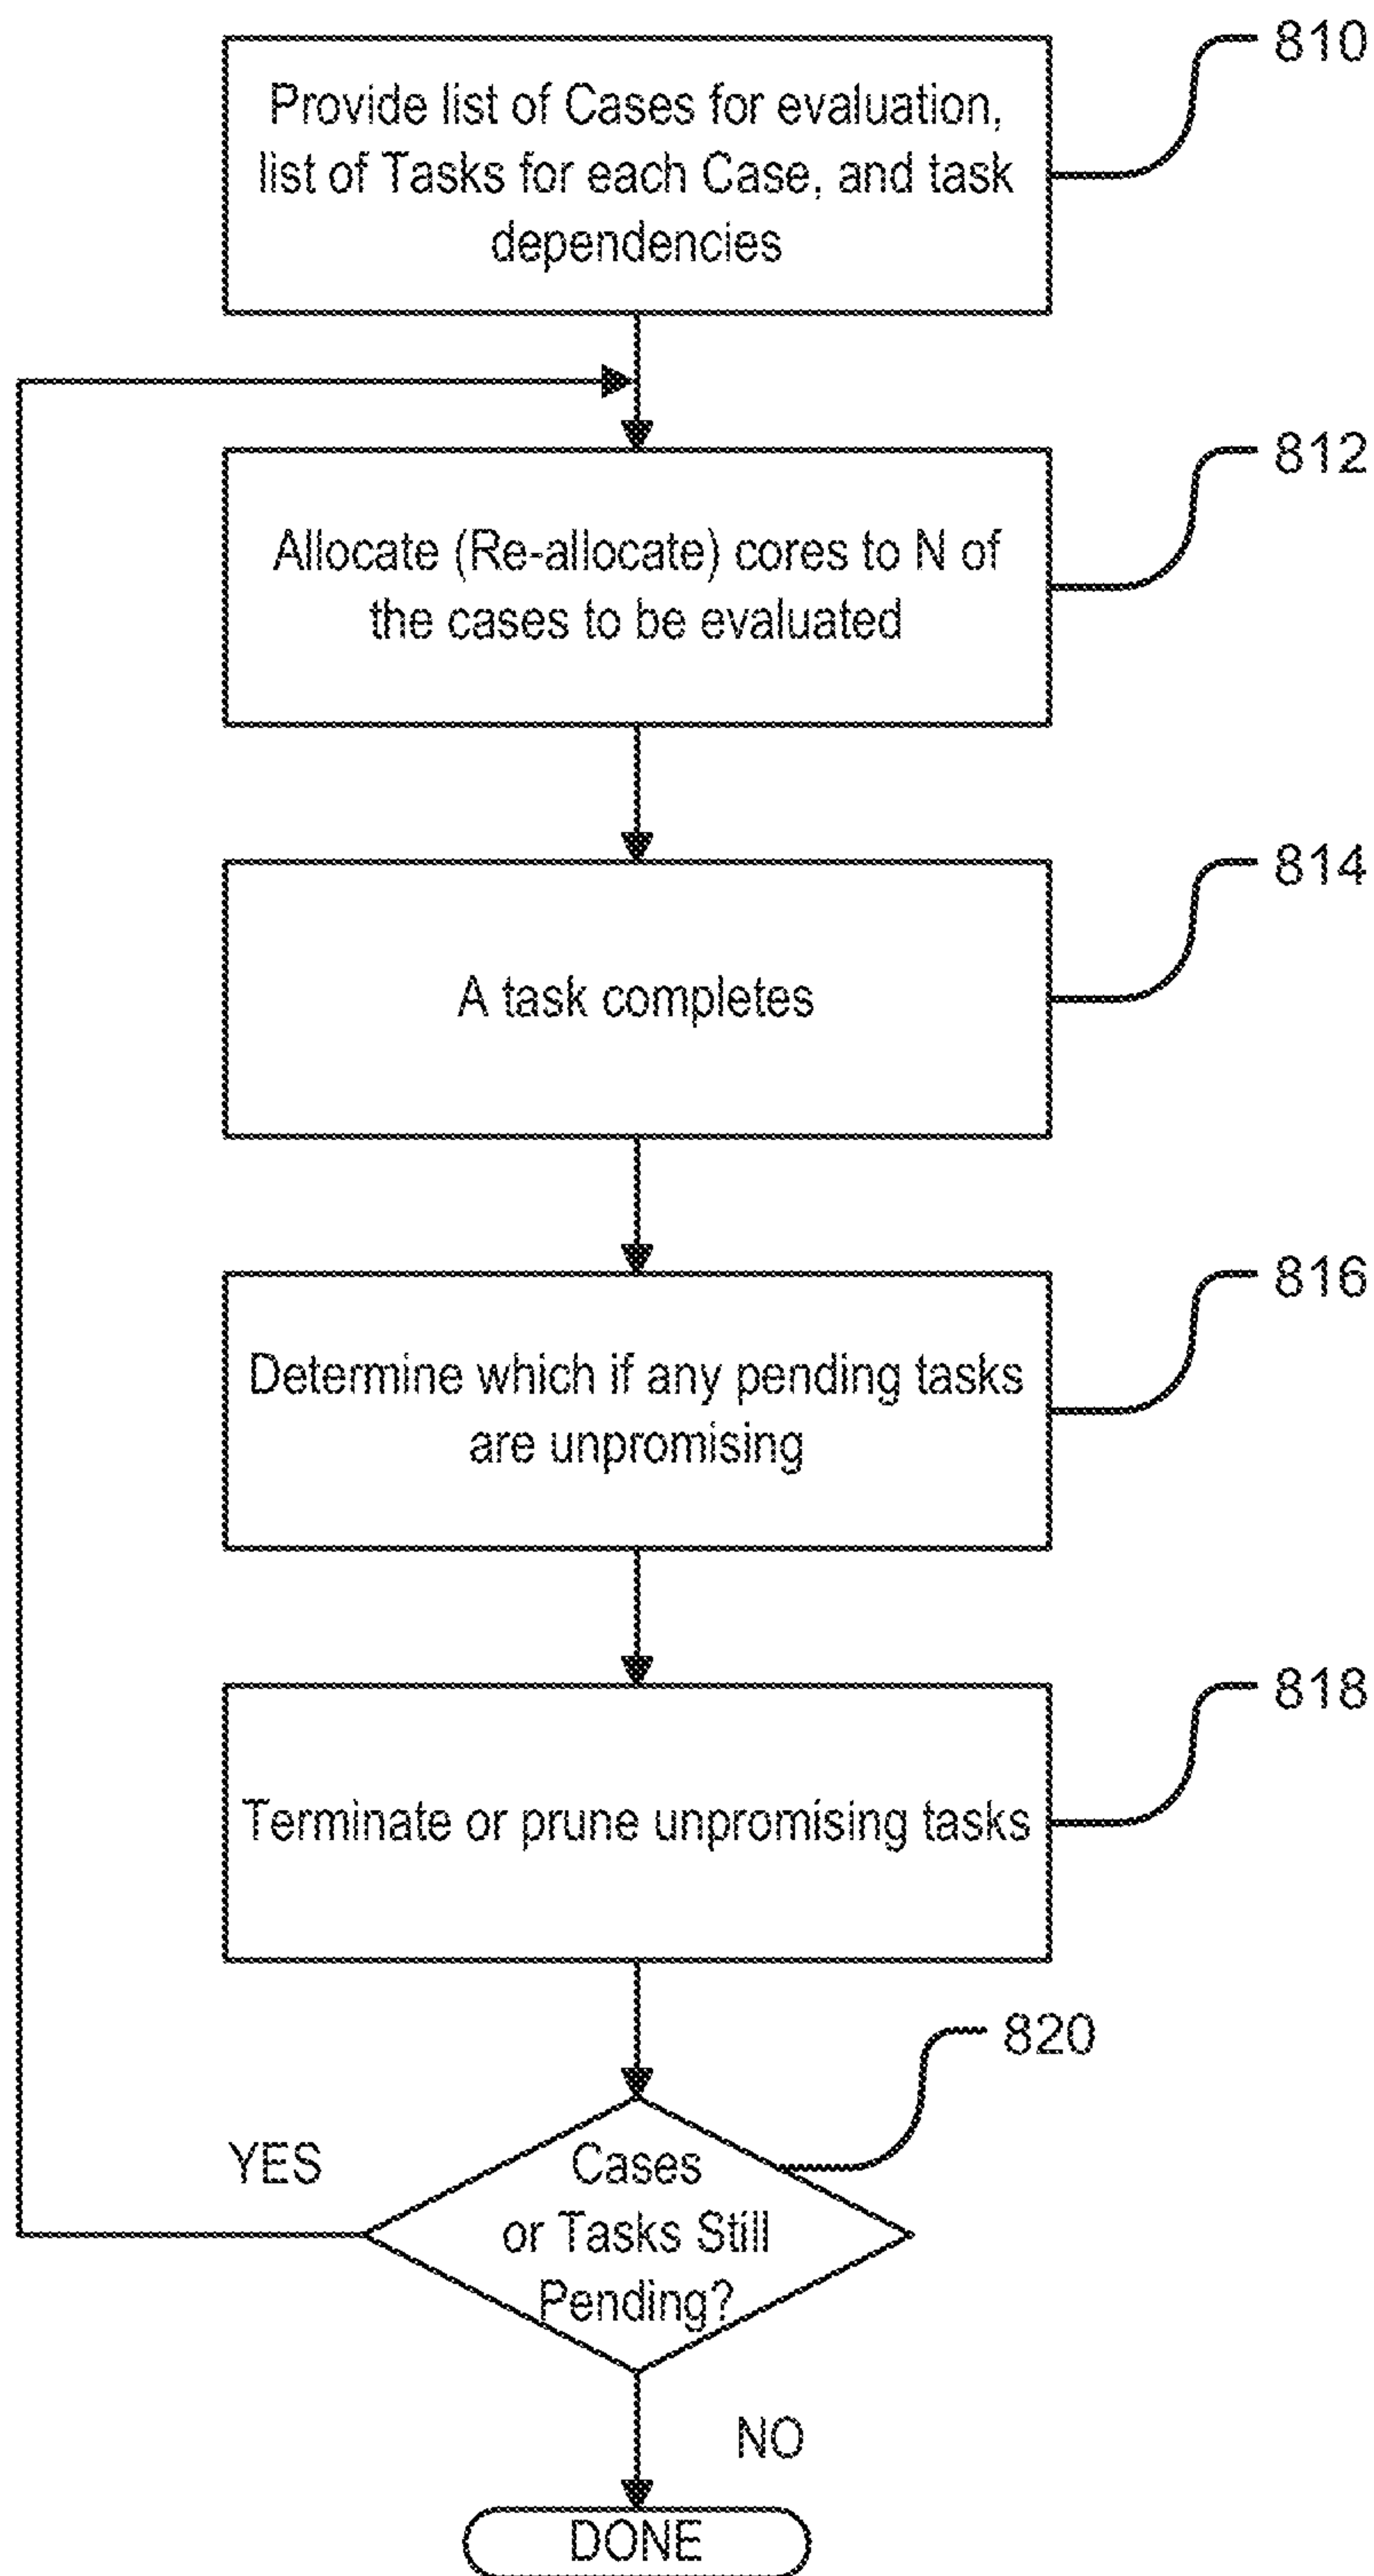 810
Provide list of Cases for evaluation,
list of Tasks for each Case, and task
dependencies
812
Allocate (Re-allocate) cores to N of
the cases to be evaluated
814
A task completes
816
Determine which if any pending tasks
are unpromising
818
Terminate or prune unpromising tasks
820
YES
Cases
or Tasks Still
Pending?
NO
DONE